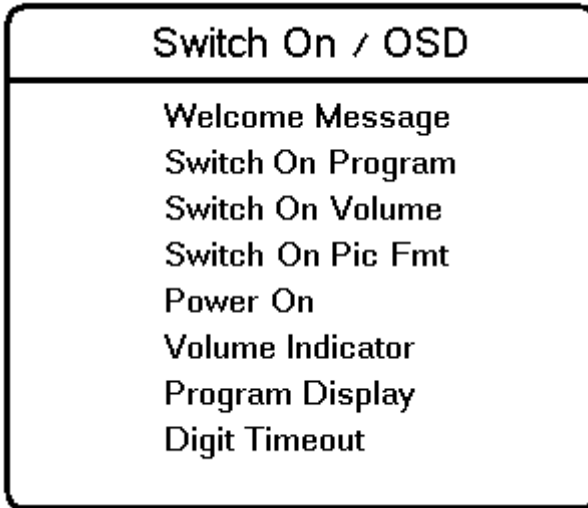 Switch On / OSD
Welcome Message
Switch On Program
Switch On Volume
Switch On Pic Fmt
Power On
Volume Indicator
Program Display
Digit Timeout